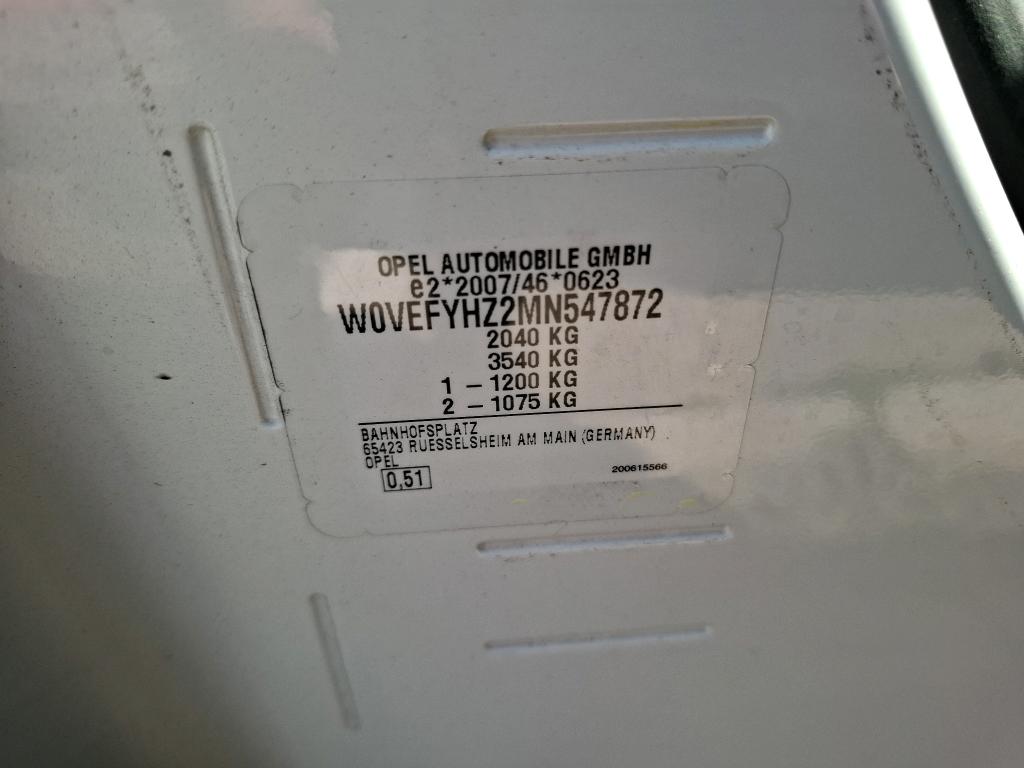 OPEL AUTOMOBILE GMBH
e2*2007/46*0623
W0VEFYHZ2MN547872
2040 KG
3540 KG
1 – 1200 KG
2 – 1075 KG
BAHNHOFSPLATZ
65423 RUESSELSHEIM AM MAIN (GERMANY)
OPEL
0,51
200615566